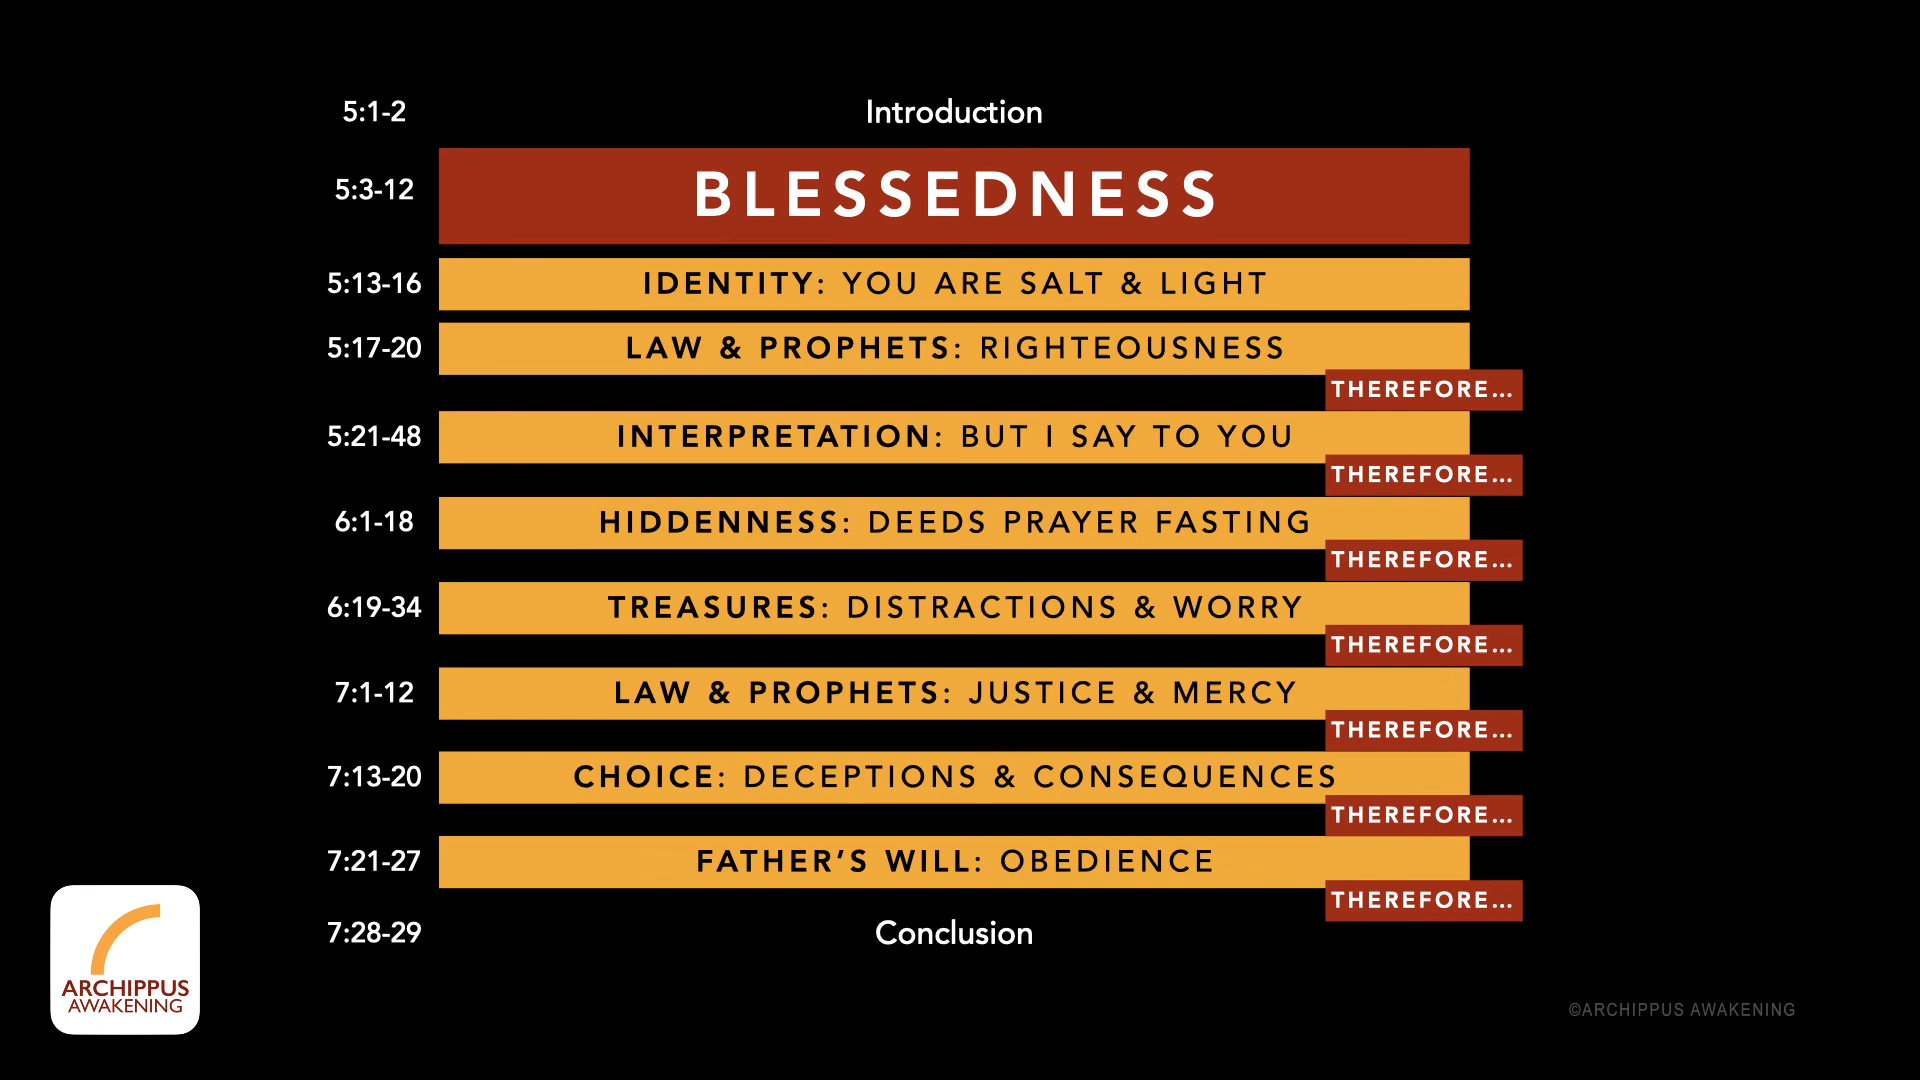 5:1-2 Introduction
5:3-12 BLESSEDNESS
5:13-16 IDENTITY: YOU ARE SALT & LIGHT
5:17-20 LAW & PROPHETS: RIGHTEOUSNESS
THEREFORE...
5:21-48 INTERPRETATION: BUT I SAY TO YOU
THEREFORE...
6:1-18 HIDDENNESS: DEEDS PRAYER FASTING
THEREFORE...
6:19-34 TREASURES: DISTRACTIONS & WORRY
THEREFORE...
7:1-12 LAW & PROPHETS: JUSTICE & MERCY
THEREFORE...
7:13-20 CHOICE: DECEPTIONS & CONSEQUENCES
THEREFORE...
7:21-27 FATHER’S WILL: OBEDIENCE
THEREFORE...
7:28-29 Conclusion
ARCHIPPUS
AWAKENING
©ARCHIPPUS AWAKENING